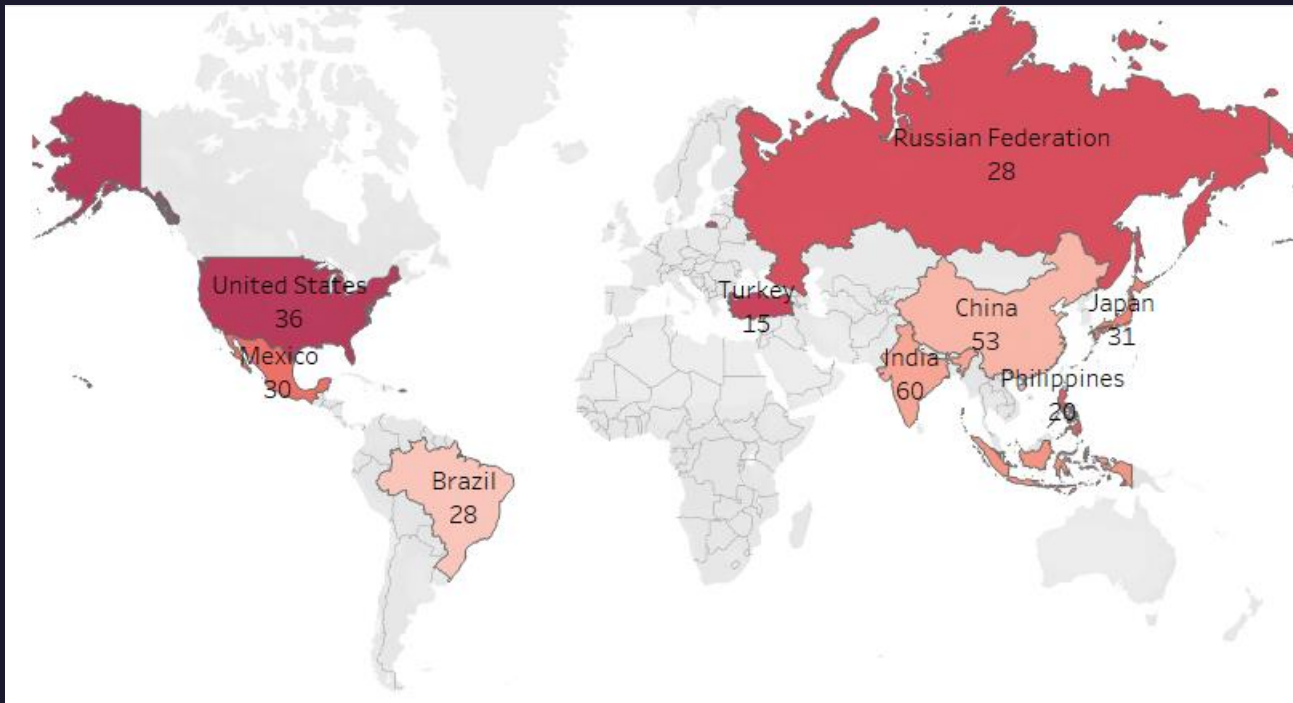 Russian Federation
28
United States
36
Turkey
15
China
53
Japan
31
Mexico
30
India
60
Philippines
20
Brazil
28